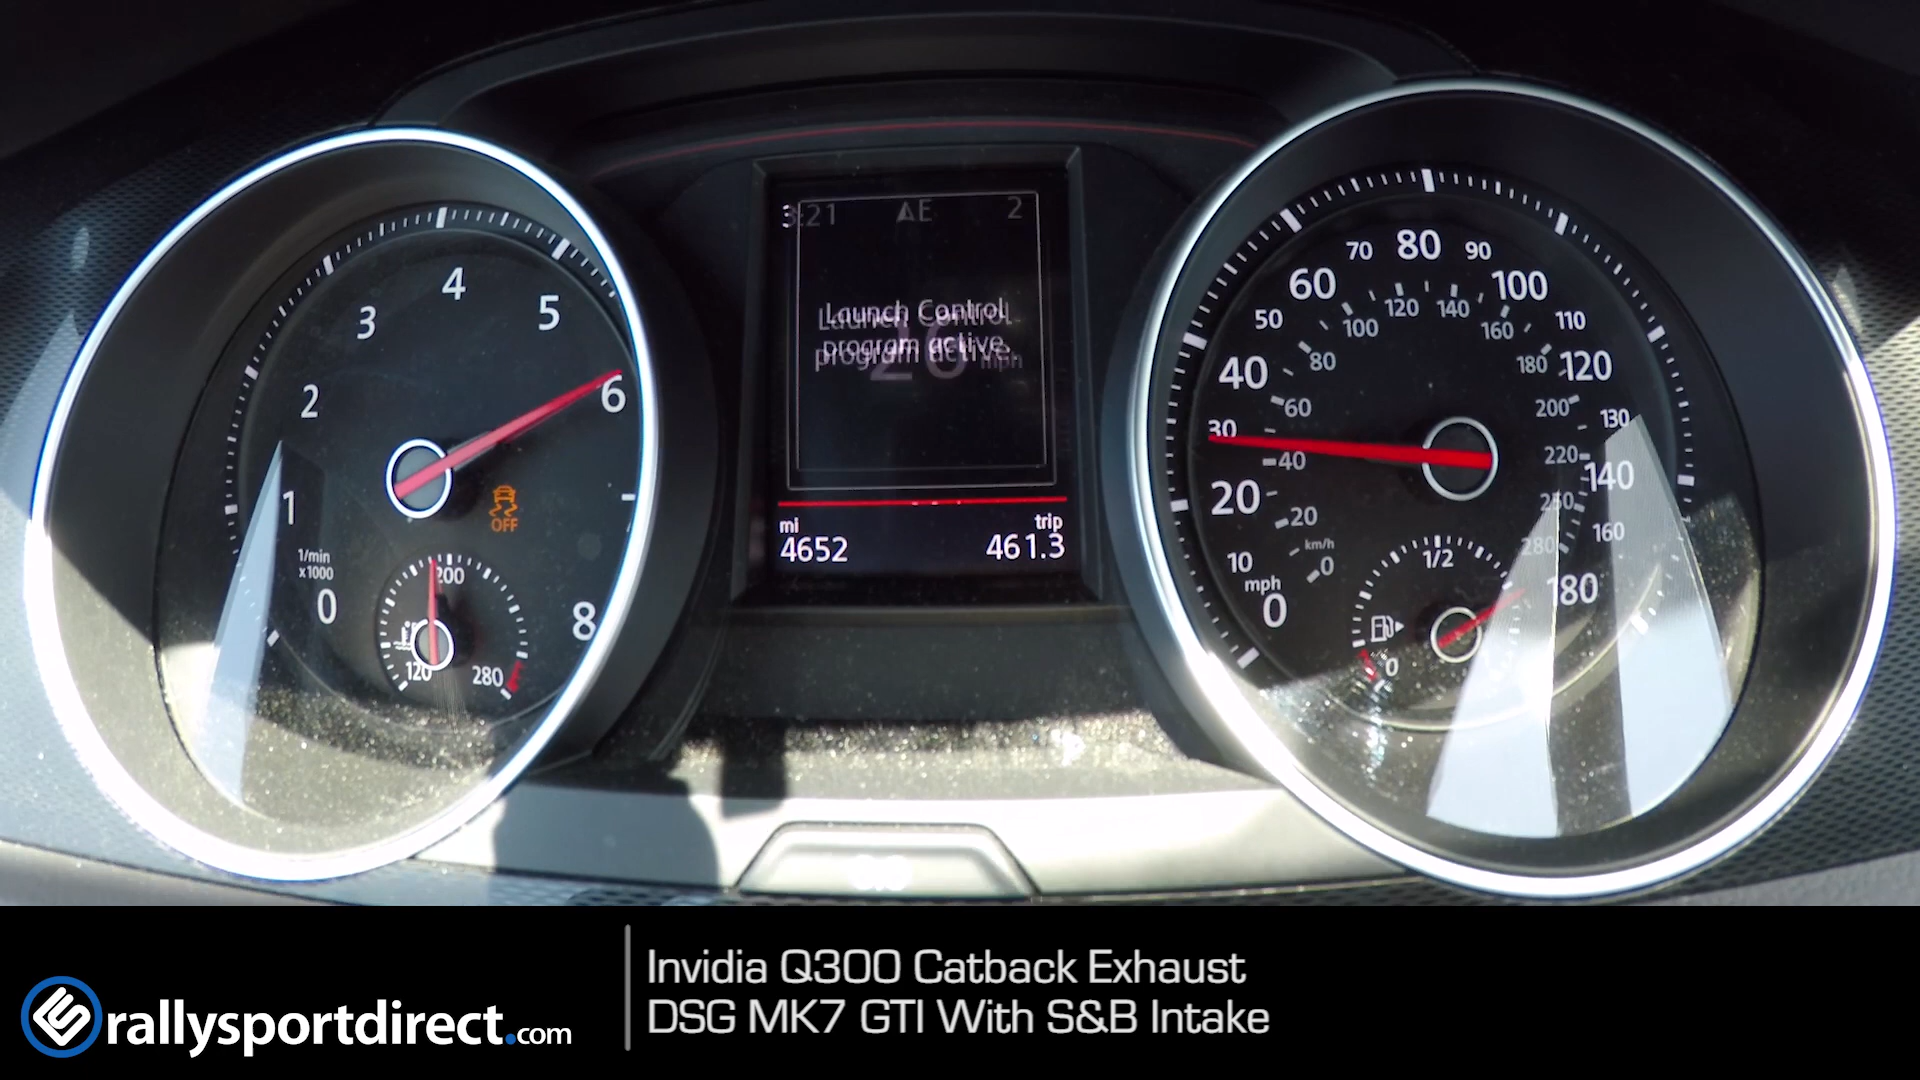 3:21 E 2
Launch Control
program active.
mph
mi trip
4652 461.3
0 1 2 3 4 5 6 8
1/min
x1000
OFF
120 200 280
0 10 20 30 40 50 60 70 80 90 100 110 120 130 140 160 180
mph
0 20 40 60 80 100 120 140 160 180 200 220 250 280
km/h
0 1/2
rallysportdirect.com
Invidia Q300 Catback Exhaust
DSG MK7 GTI With S&B Intake